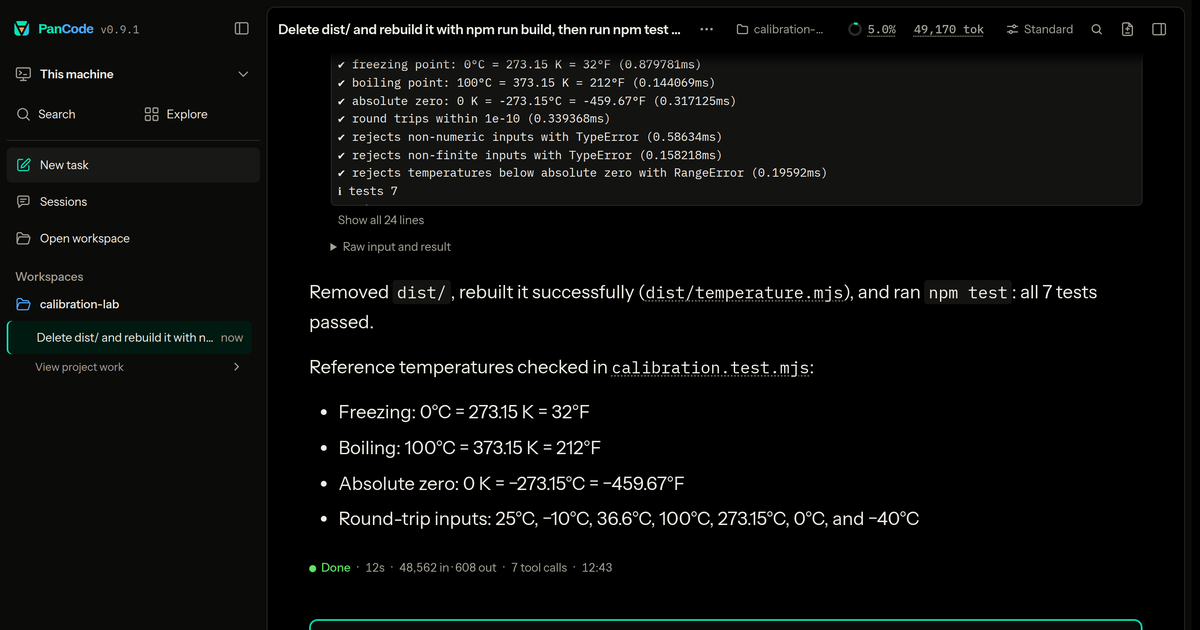 PanCode v0.9.1
This machine
Search
Explore
New task
Sessions
Open workspace
Workspaces
calibration-lab
Delete dist/ and rebuild it with n... now
View project work
Delete dist/ and rebuild it with npm run build, then run npm test ...
calibration-...
5.0%
49,170 tok
Standard
✔ freezing point: 0°C = 273.15 K = 32°F (0.879781ms)
✔ boiling point: 100°C = 373.15 K = 212°F (0.144069ms)
✔ absolute zero: 0 K = -273.15°C = -459.67°F (0.317125ms)
✔ round trips within 1e-10 (0.339368ms)
✔ rejects non-numeric inputs with TypeError (0.58634ms)
✔ rejects non-finite inputs with TypeError (0.158218ms)
✔ rejects temperatures below absolute zero with RangeError (0.19592ms)
ℹ tests 7
Show all 24 lines
▶ Raw input and result
Removed dist/, rebuilt it successfully (dist/temperature.mjs), and ran npm test: all 7 tests
passed.
Reference temperatures checked in calibration.test.mjs:
• Freezing: 0°C = 273.15 K = 32°F
• Boiling: 100°C = 373.15 K = 212°F
• Absolute zero: 0 K = −273.15°C = −459.67°F
• Round-trip inputs: 25°C, −10°C, 36.6°C, 100°C, 273.15°C, 0°C, and −40°C
Done · 12s · 48,562 in · 608 out · 7 tool calls · 12:43